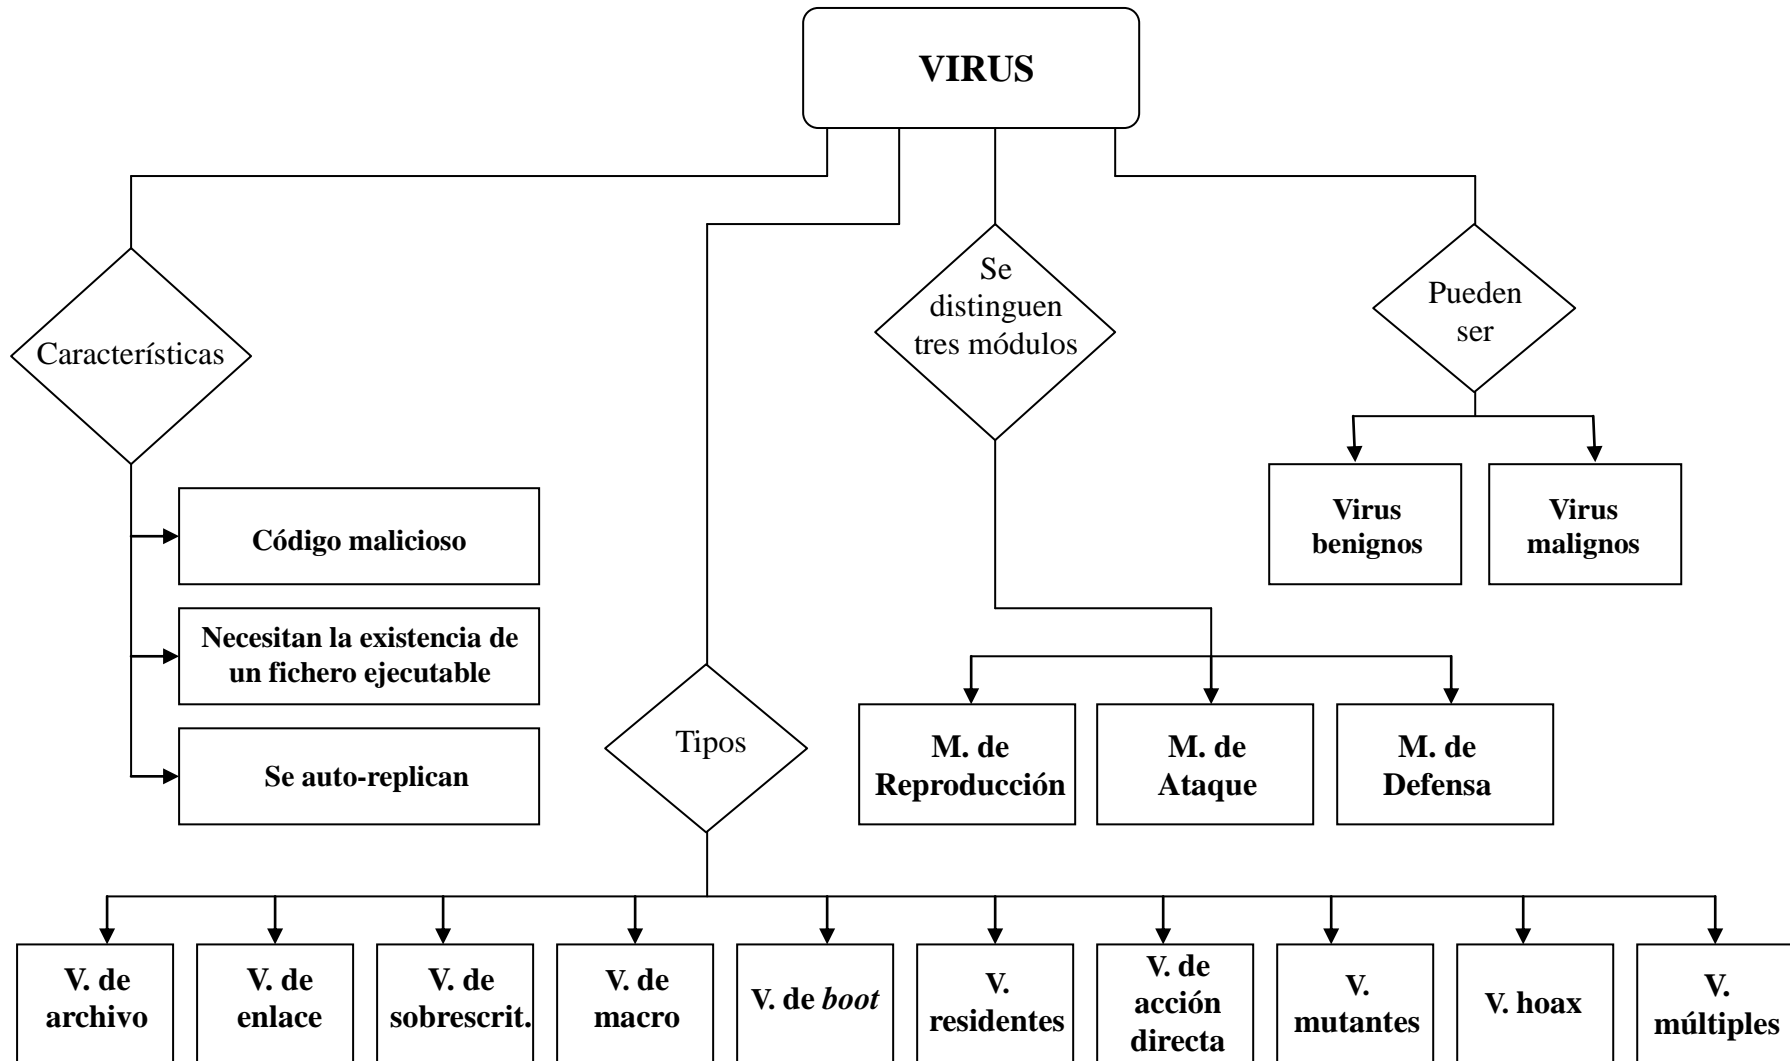 VIRUS
Características
Código malicioso
Necesitan la existencia de
un fichero ejecutable
Se auto-replican
Tipos
Se
distinguen
tres módulos
M. de
Reproducción
M. de
Ataque
M. de
Defensa
Pueden
ser
Virus
benignos
Virus
malignos
V. de
archivo
V. de
enlace
V. de
sobrescrit.
V. de
macro
V. de boot
V.
residentes
V. de
acción
directa
V.
mutantes
V. hoax
V.
múltiples